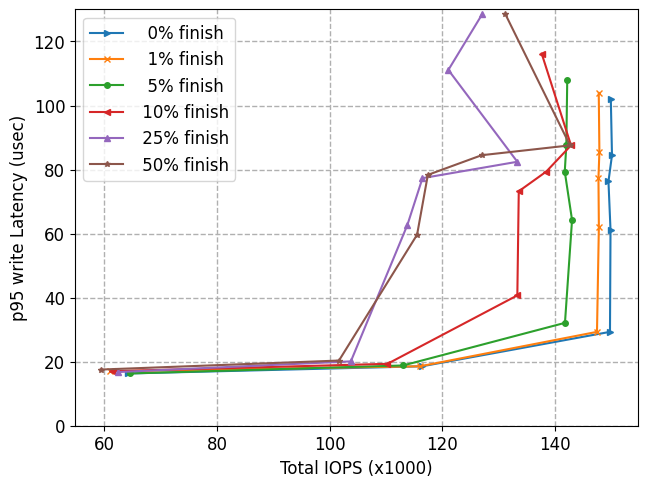 0% finish
1% finish
5% finish
10% finish
25% finish
50% finish
p95 write Latency (usec)
120
100
80
60
40
20
0
60 80 100 120 140
Total IOPS (x1000)